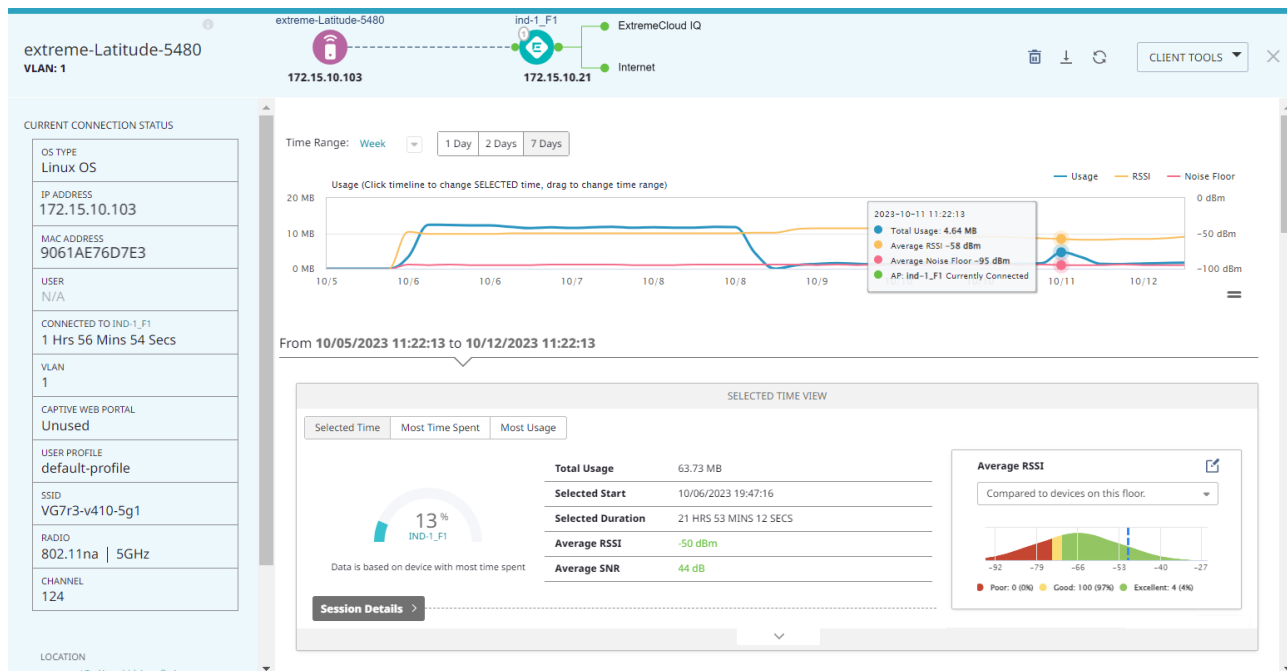 extreme-Latitude-5480
VLAN: 1
extreme-Latitude-5480
172.15.10.103
ind-1_F1
1
172.15.10.21
ExtremeCloud IQ
Internet
CLIENT TOOLS
CURRENT CONNECTION STATUS
OS TYPE
Linux OS
IP ADDRESS
172.15.10.103
MAC ADDRESS
9061AE76D7E3
USER
N/A
CONNECTED TO IND-1_F1
1 Hrs 56 Mins 54 Secs
VLAN
1
CAPTIVE WEB PORTAL
Unused
USER PROFILE
default-profile
SSID
VG7r3-v410-5g1
RADIO
802.11na | 5GHz
CHANNEL
124
LOCATION
Time Range: Week 1 Day 2 Days 7 Days
Usage (Click timeline to change SELECTED time, drag to change time range)
Usage RSSI Noise Floor
20 MB
10 MB
0 MB
0 dBm
−50 dBm
−100 dBm
2023-10-11 11:22:13
Total Usage: 4.64 MB
Average RSSI −58 dBm
Average Noise Floor −95 dBm
AP: ind-1_F1 Currently Connected
10/5 10/6 10/6 10/7 10/8 10/8 10/9 10/10 10/10 10/11 10/12
From 10/05/2023 11:22:13 to 10/12/2023 11:22:13
SELECTED TIME VIEW
Selected Time Most Time Spent Most Usage
13 %
IND-1_F1
Data is based on device with most time spent
Total Usage 63.73 MB
Selected Start 10/06/2023 19:47:16
Selected Duration 21 HRS 53 MINS 12 SECS
Average RSSI -50 dBm
Average SNR 44 dB
Session Details
Average RSSI
Compared to devices on this floor.
−92 −79 −66 −53 −40 −27
Poor: 0 (0%) Good: 100 (97%) Excellent: 4 (4%)